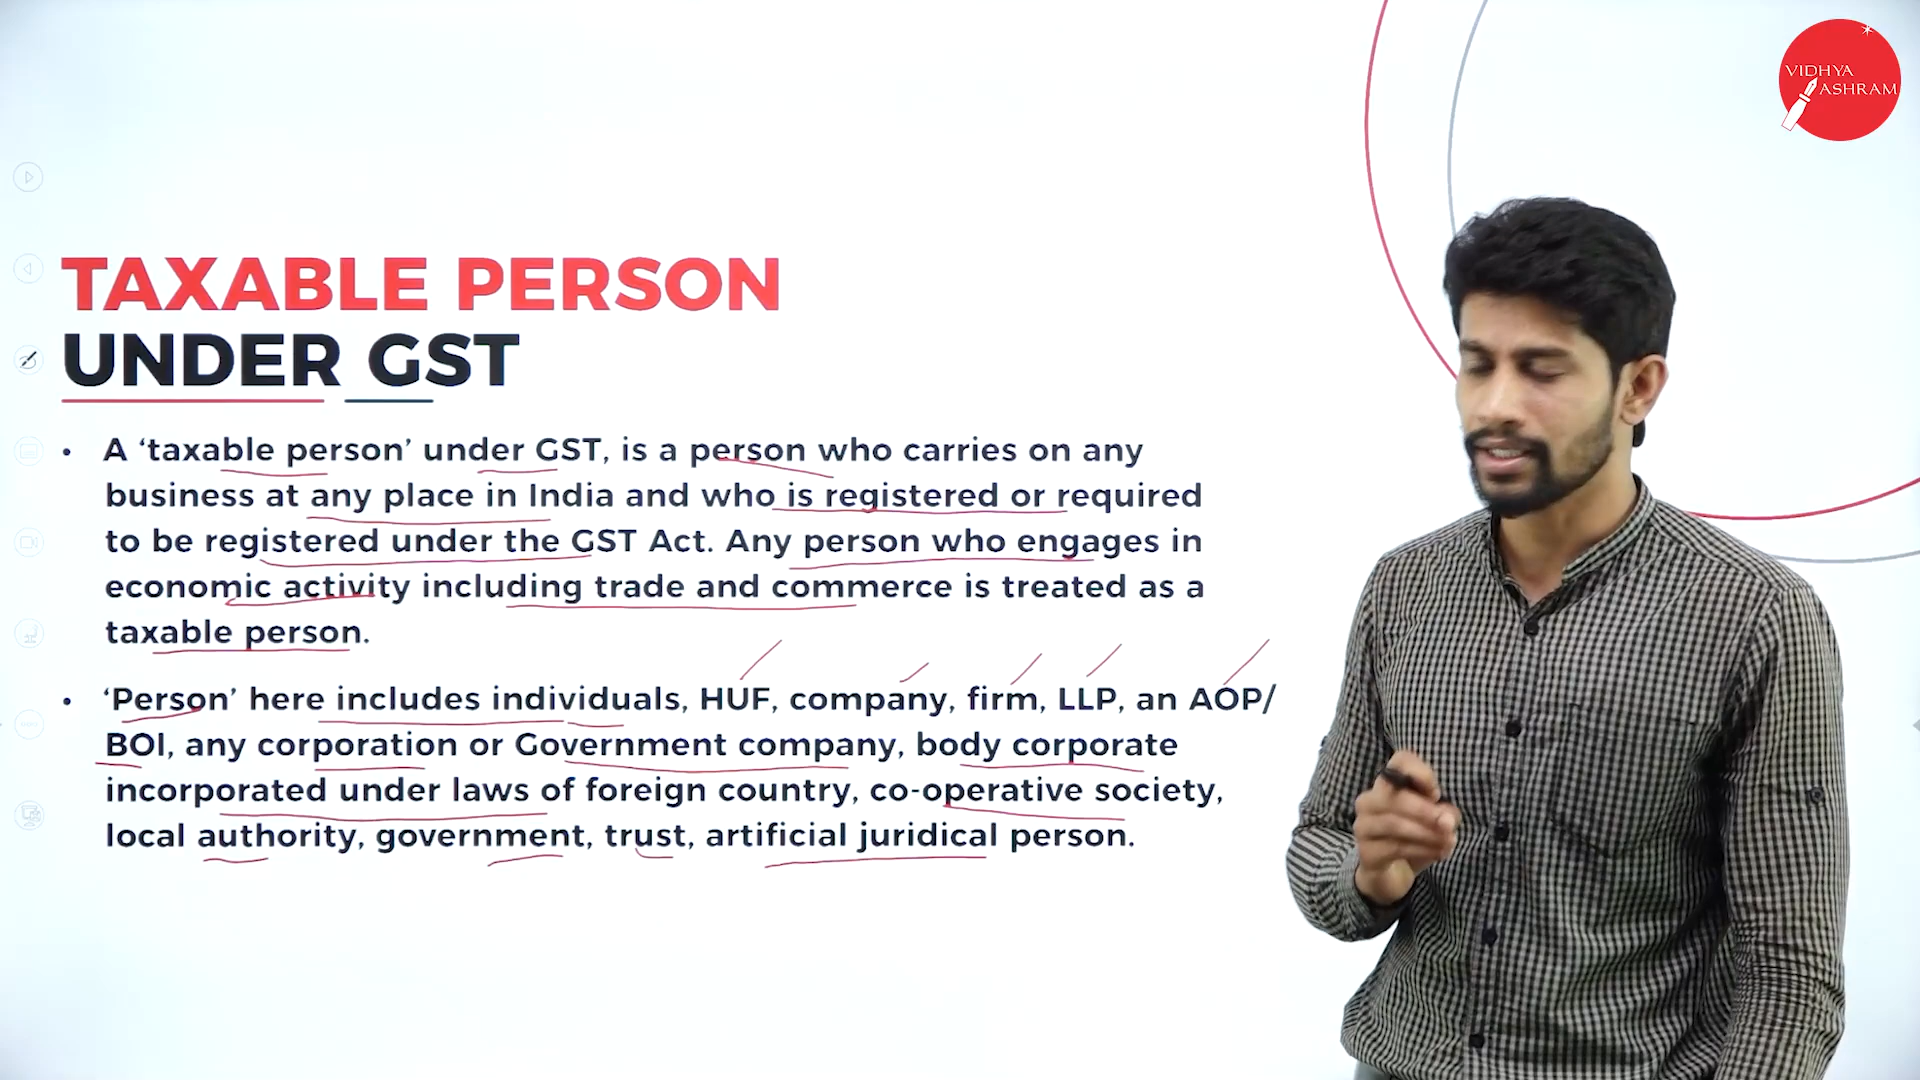 VIDHYA
ASHRAM
TAXABLE PERSON
UNDER GST
• A ‘taxable person’ under GST, is a person who carries on any
business at any place in India and who is registered or required
to be registered under the GST Act. Any person who engages in
economic activity including trade and commerce is treated as a
taxable person.
• ‘Person’ here includes individuals, HUF, company, firm, LLP, an AOP/
BOI, any corporation or Government company, body corporate
incorporated under laws of foreign country, co-operative society,
local authority, government, trust, artificial juridical person.